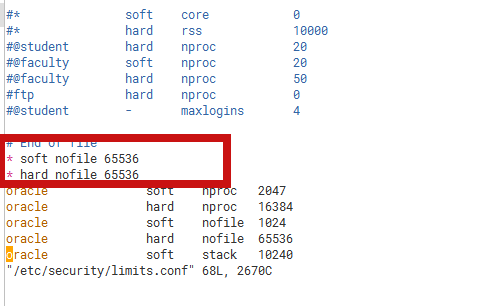 #* soft core 0
#* hard rss 10000
#@student hard nproc 20
#@faculty soft nproc 20
#@faculty hard nproc 50
#ftp hard nproc 0
#@student - maxlogins 4
# End of file
* soft nofile 65536
* hard nofile 65536
oracle soft nproc 2047
oracle hard nproc 16384
oracle soft nofile 1024
oracle hard nofile 65536
oracle soft stack 10240
"/etc/security/limits.conf" 68L, 2670C